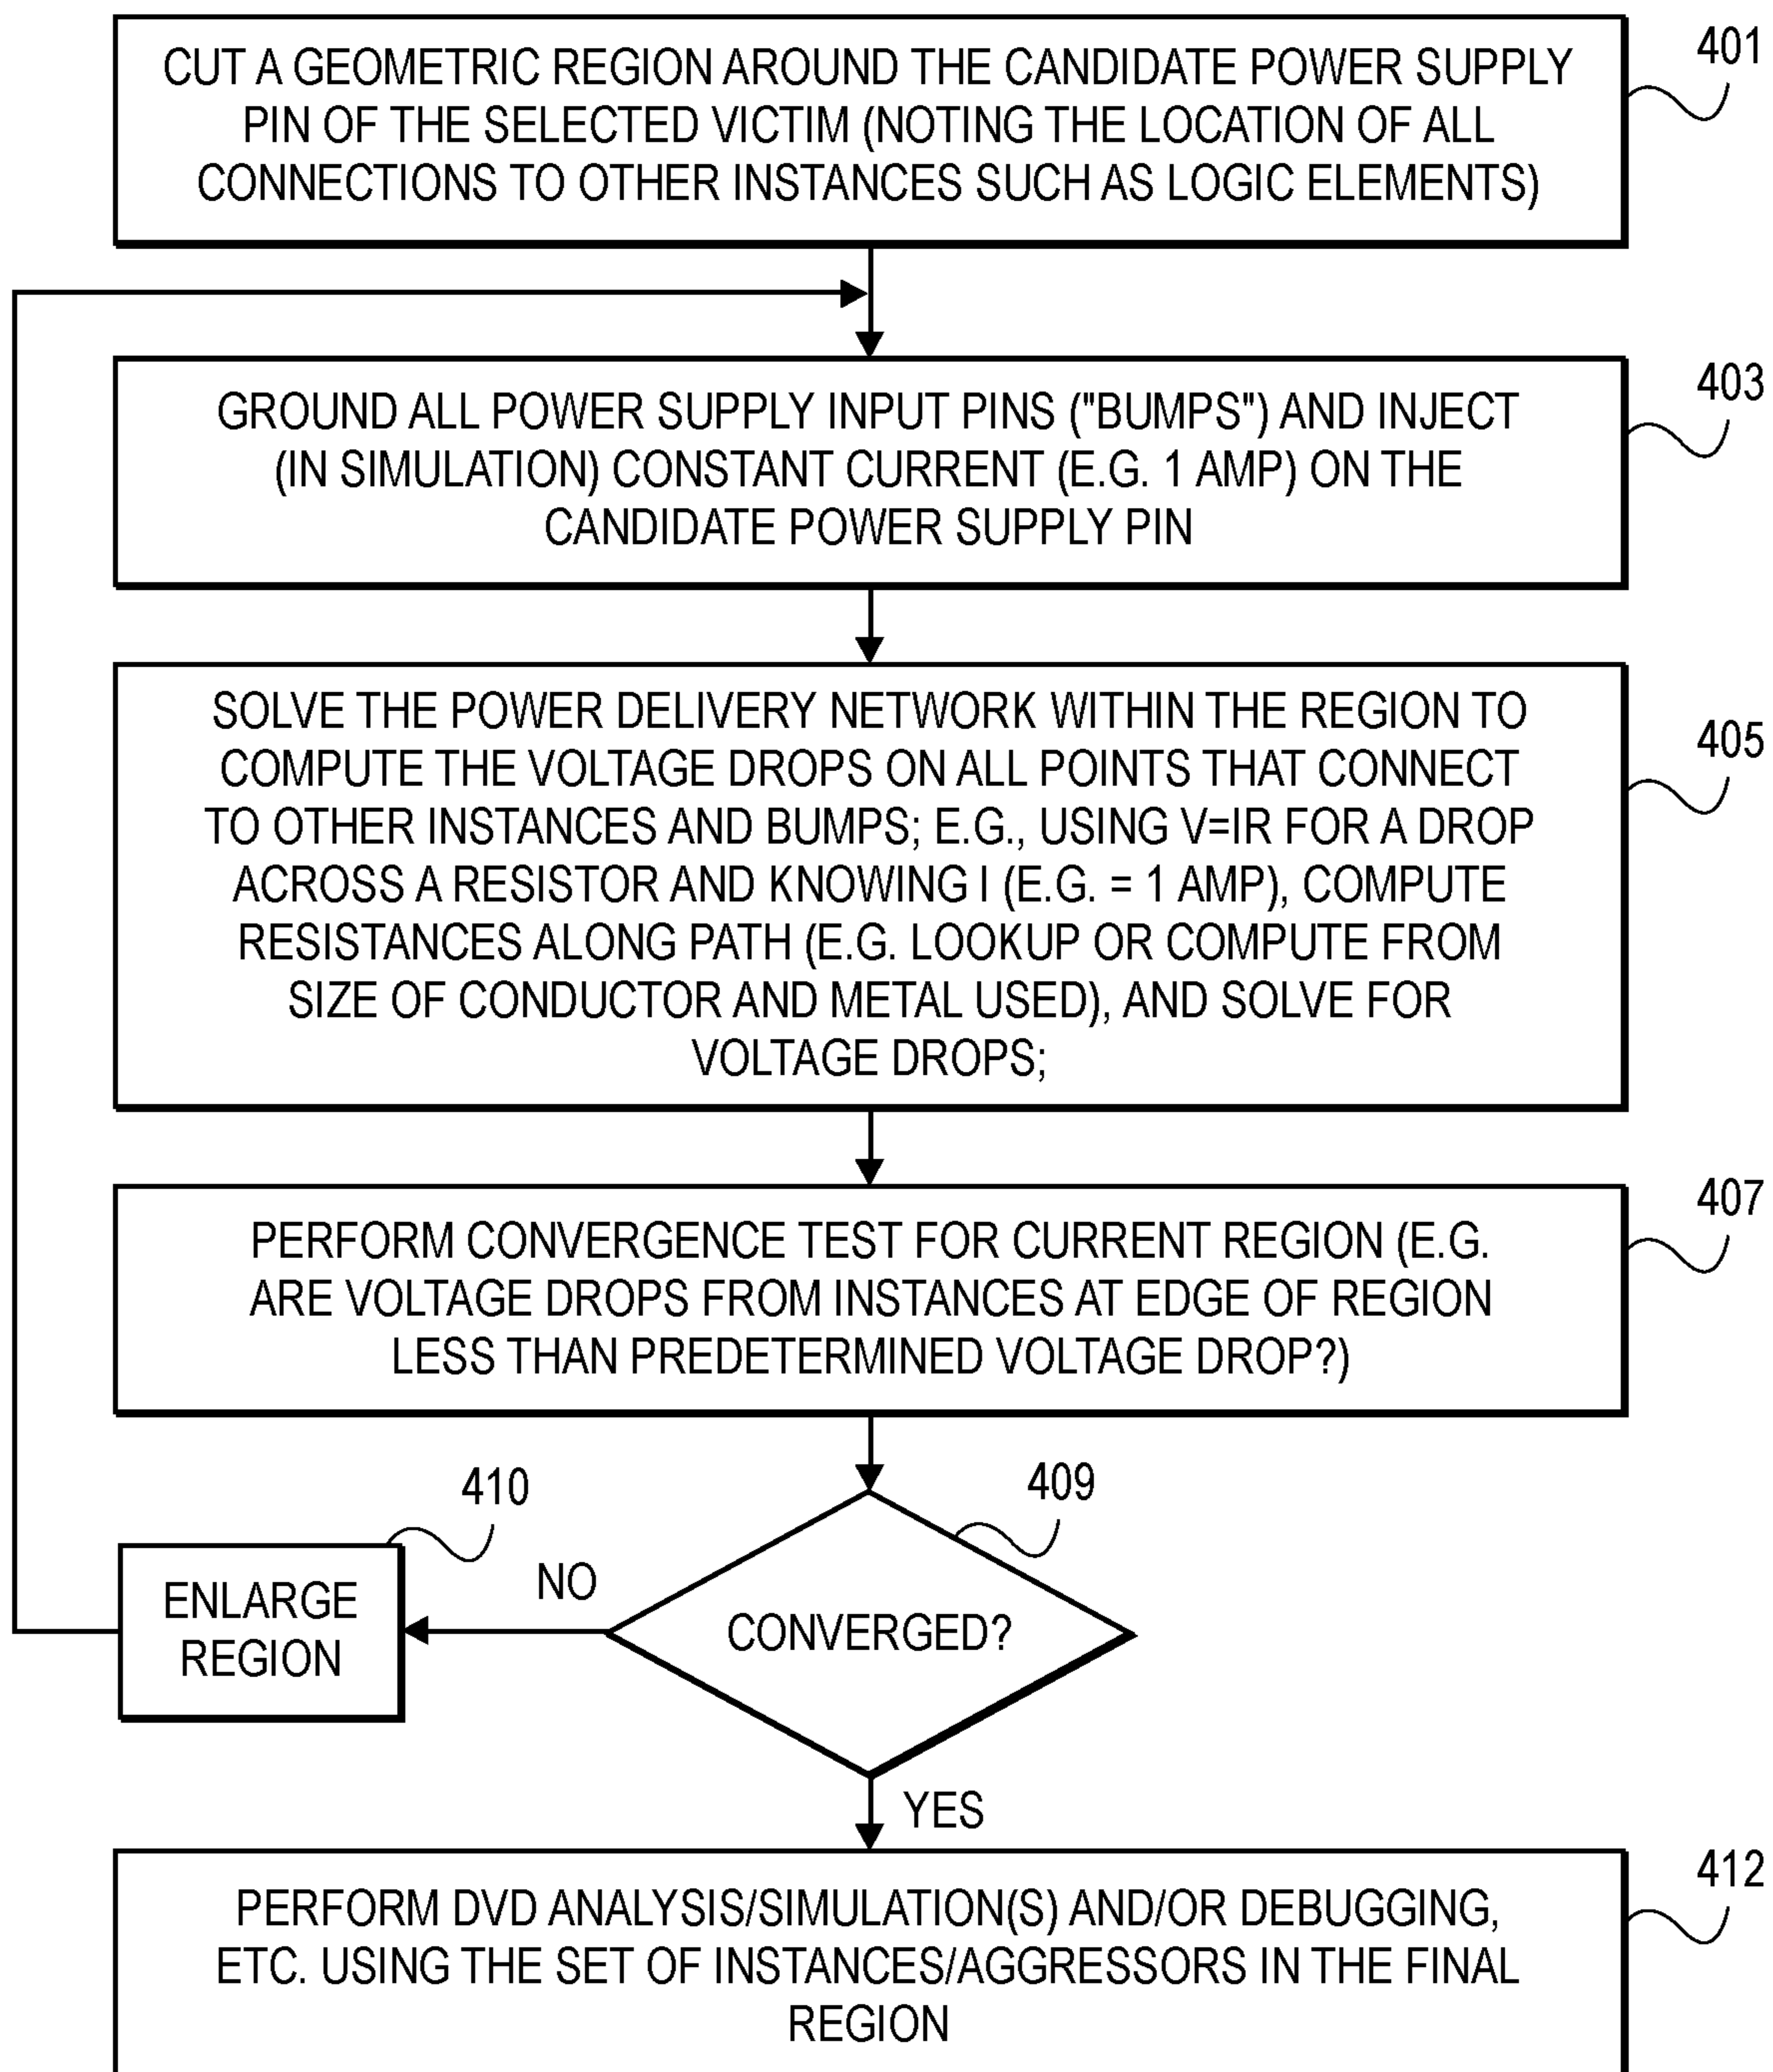 CUT A GEOMETRIC REGION AROUND THE CANDIDATE POWER SUPPLY
PIN OF THE SELECTED VICTIM (NOTING THE LOCATION OF ALL
CONNECTIONS TO OTHER INSTANCES SUCH AS LOGIC ELEMENTS)
401
GROUND ALL POWER SUPPLY INPUT PINS ("BUMPS") AND INJECT
(IN SIMULATION) CONSTANT CURRENT (E.G. 1 AMP) ON THE
CANDIDATE POWER SUPPLY PIN
403
SOLVE THE POWER DELIVERY NETWORK WITHIN THE REGION TO
COMPUTE THE VOLTAGE DROPS ON ALL POINTS THAT CONNECT
TO OTHER INSTANCES AND BUMPS; E.G., USING V=IR FOR A DROP
ACROSS A RESISTOR AND KNOWING I (E.G. = 1 AMP), COMPUTE
RESISTANCES ALONG PATH (E.G. LOOKUP OR COMPUTE FROM
SIZE OF CONDUCTOR AND METAL USED), AND SOLVE FOR
VOLTAGE DROPS;
405
PERFORM CONVERGENCE TEST FOR CURRENT REGION (E.G.
ARE VOLTAGE DROPS FROM INSTANCES AT EDGE OF REGION
LESS THAN PREDETERMINED VOLTAGE DROP?)
407
410
409
ENLARGE
REGION
NO
CONVERGED?
YES
PERFORM DVD ANALYSIS/SIMULATION(S) AND/OR DEBUGGING,
ETC. USING THE SET OF INSTANCES/AGGRESSORS IN THE FINAL
REGION
412